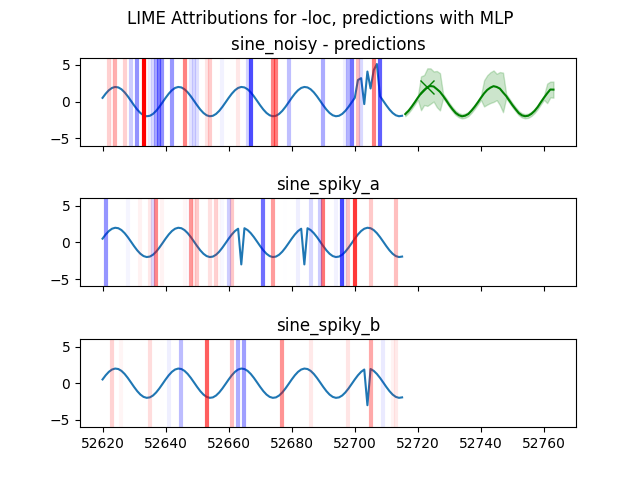 LIME Attributions for -loc, predictions with MLP
sine_noisy - predictions
5
0
−5
sine_spiky_a
5
0
−5
sine_spiky_b
5
0
−5
52620 52640 52660 52680 52700 52720 52740 52760